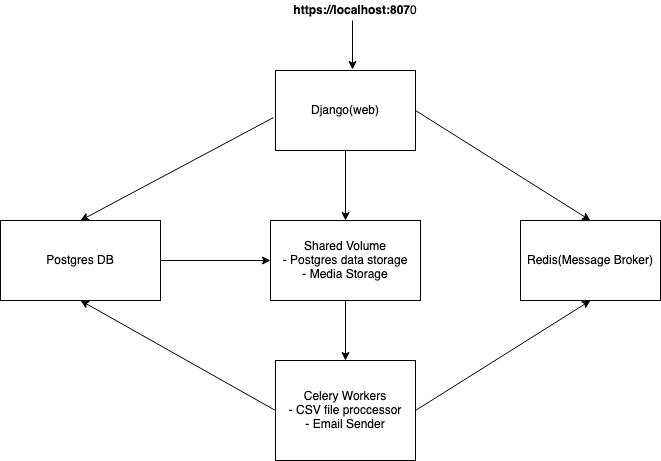 https://localhost:8070
Django(web)
Postgres DB
Shared Volume
- Postgres data storage
- Media Storage
Redis(Message Broker)
Celery Workers
- CSV file proccessor
- Email Sender